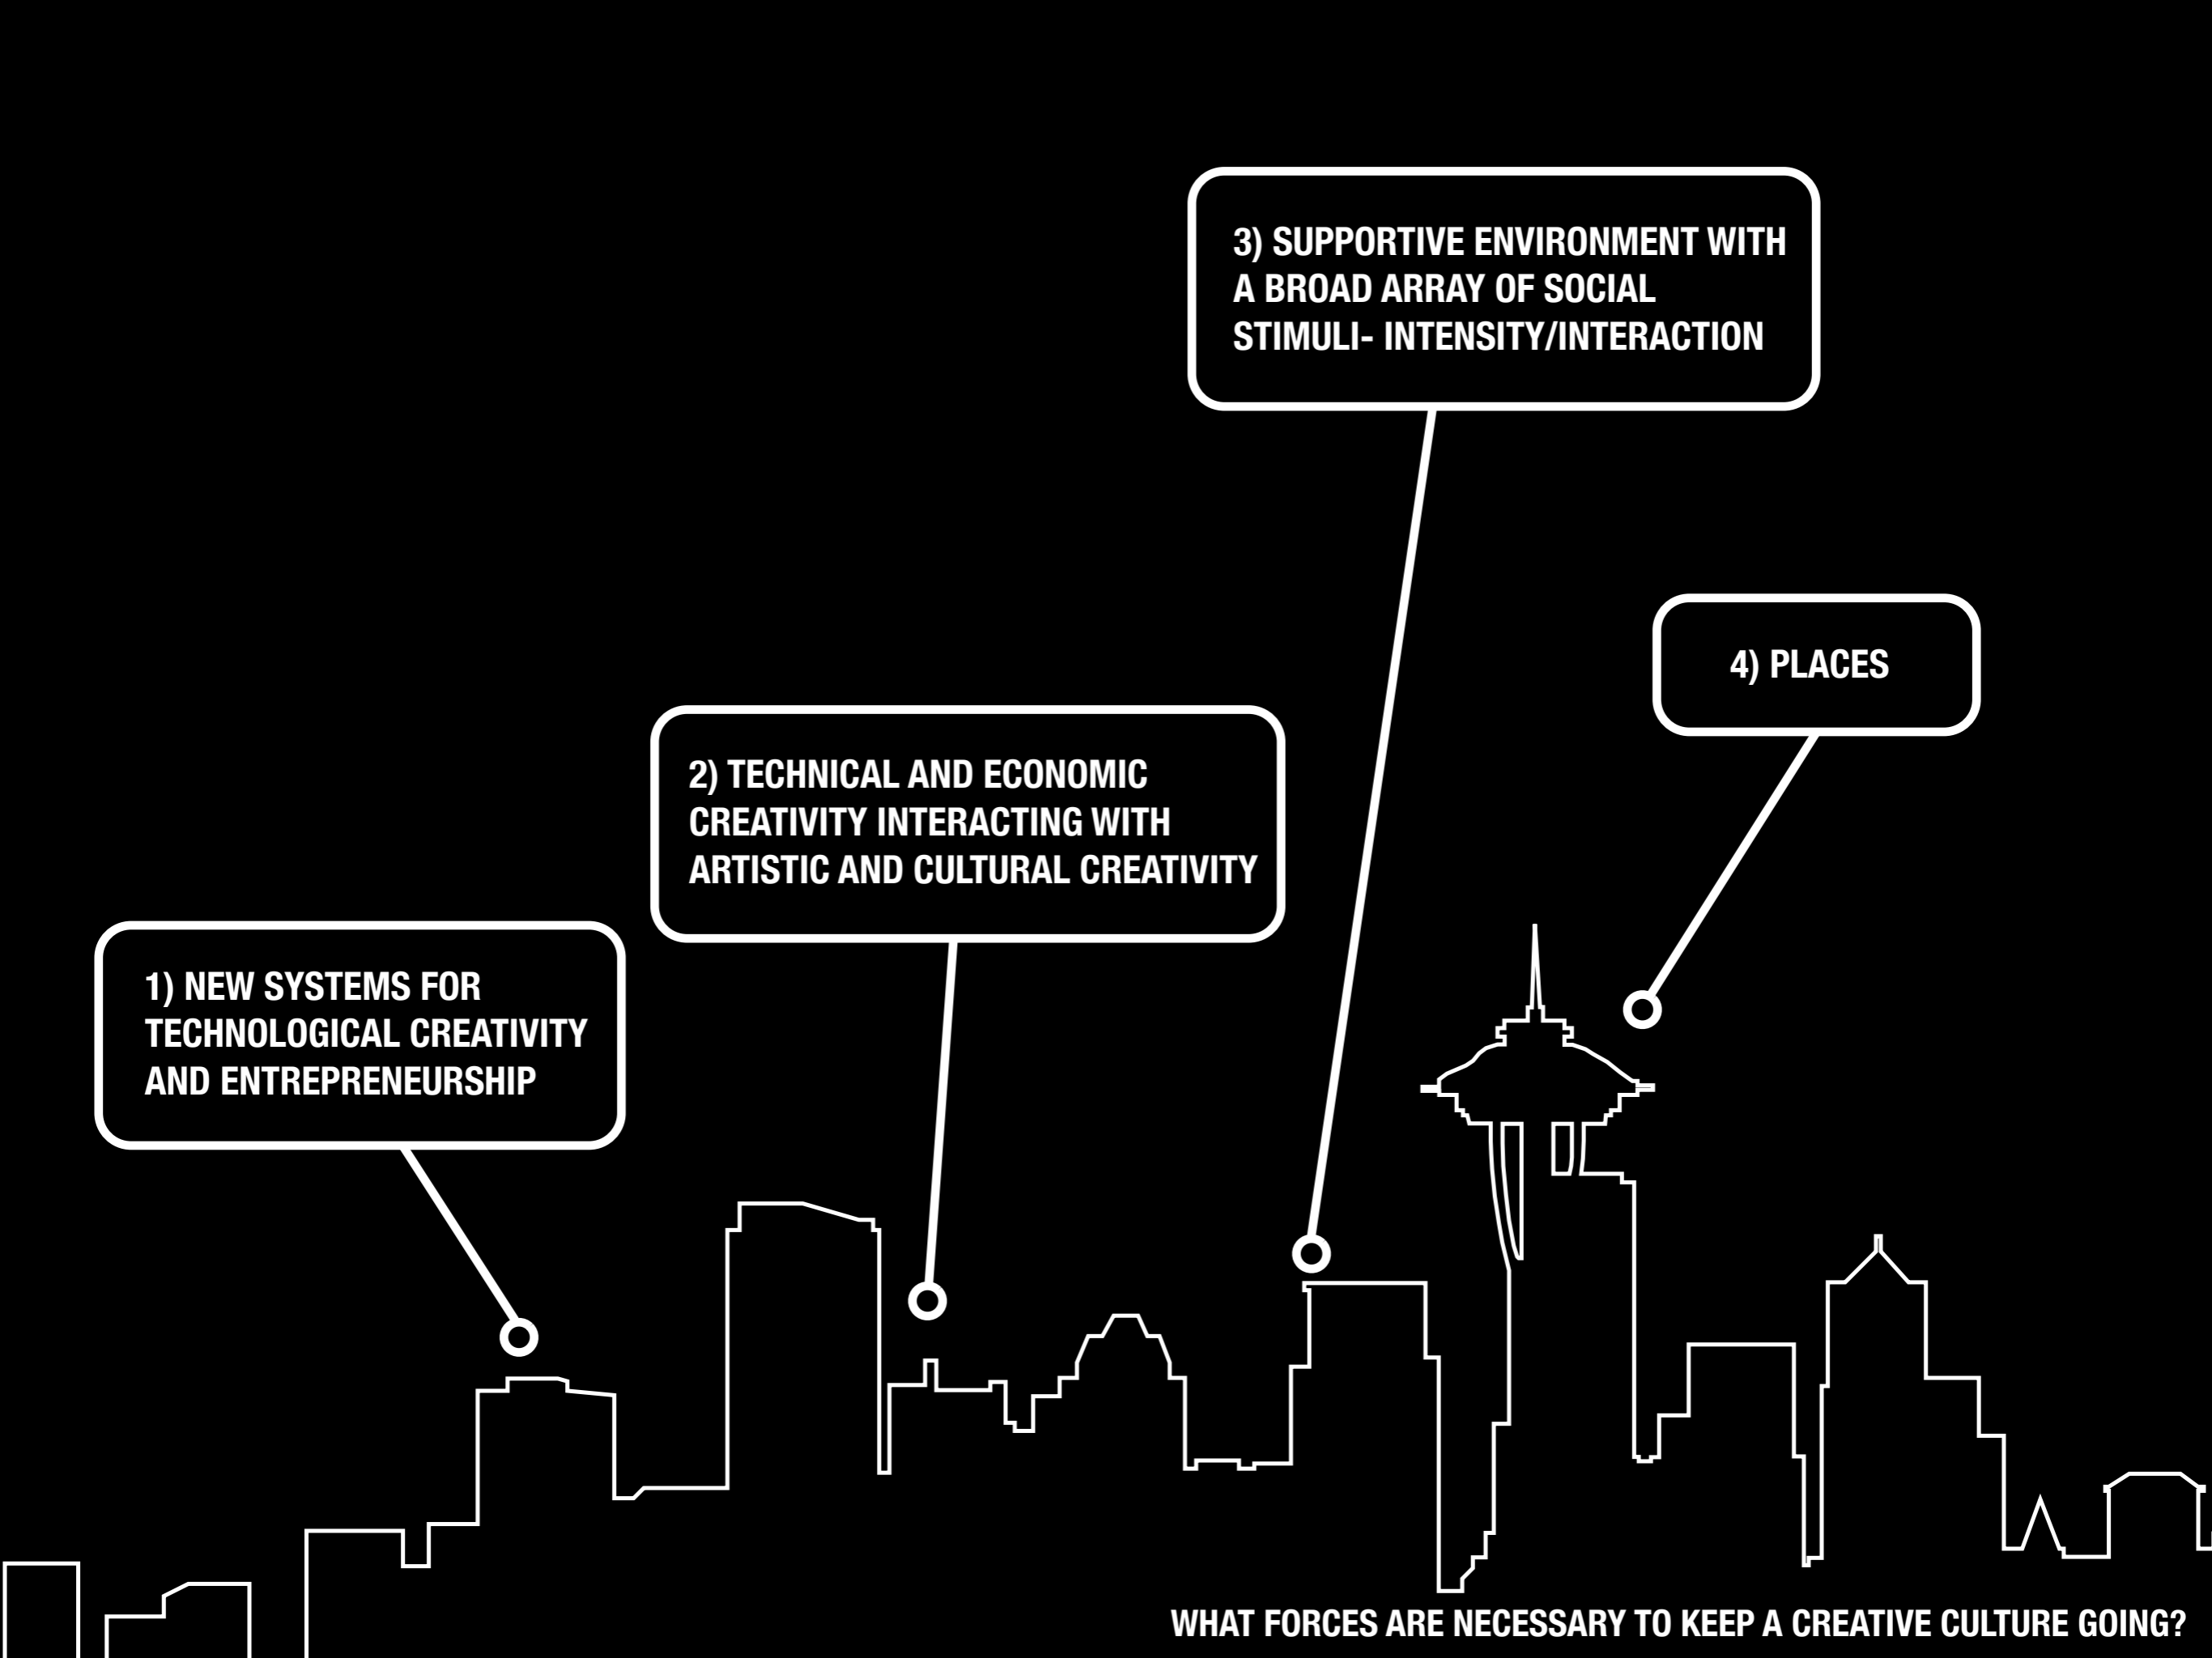 1) NEW SYSTEMS FOR
TECHNOLOGICAL CREATIVITY
AND ENTREPRENEURSHIP
2) TECHNICAL AND ECONOMIC
CREATIVITY INTERACTING WITH
ARTISTIC AND CULTURAL CREATIVITY
3) SUPPORTIVE ENVIRONMENT WITH
A BROAD ARRAY OF SOCIAL
STIMULI- INTENSITY/INTERACTION
4) PLACES
WHAT FORCES ARE NECESSARY TO KEEP A CREATIVE CULTURE GOING?